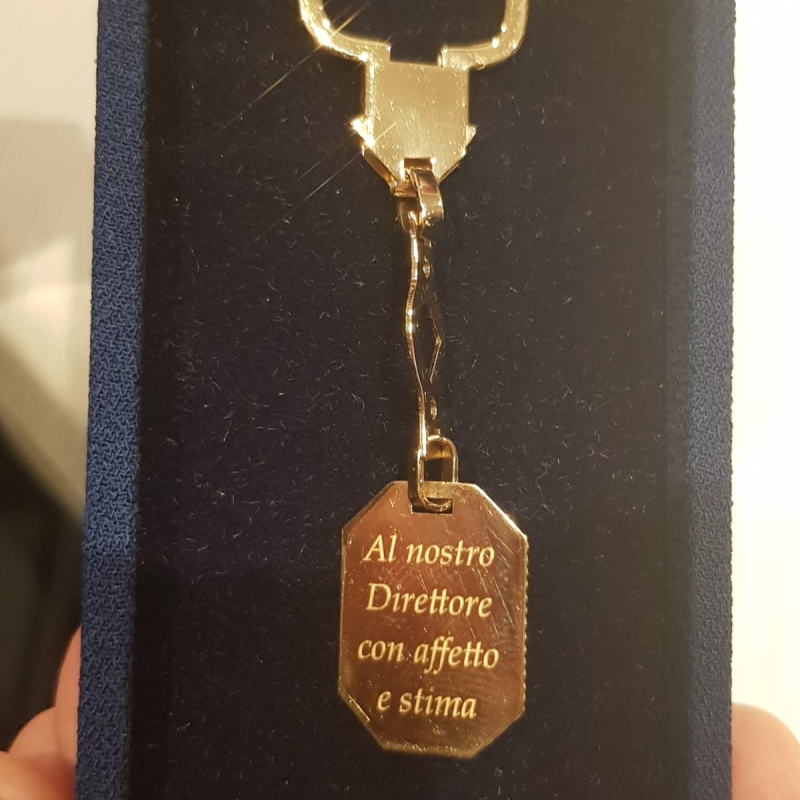 Al nostro
Direttore
con affetto
e stima